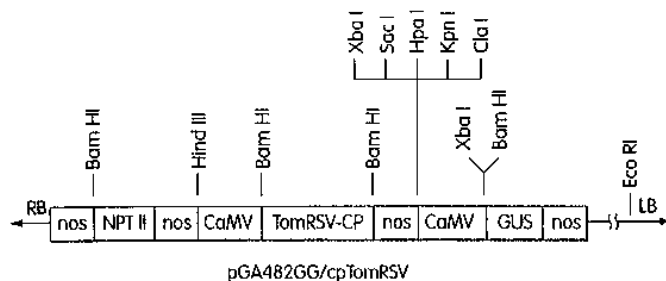 Xba I
Sac I
Hpa I
Kpn I
Cla I
Bam HI
Hind III
Bam HI
Bam HI
Xba I
Bam HI
Eco RI
RB nos NPT II nos CaMV TomRSV-CP nos CaMV GUS nos LB
pGA482GG/cpTomRSV